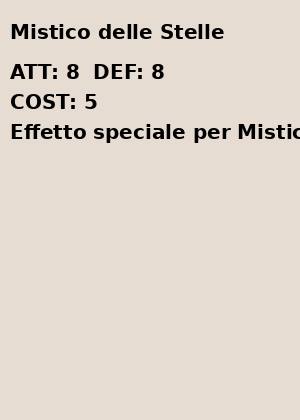 Mistico delle Stelle
ATT: 8 DEF: 8
COST: 5
Effetto speciale per Mistic